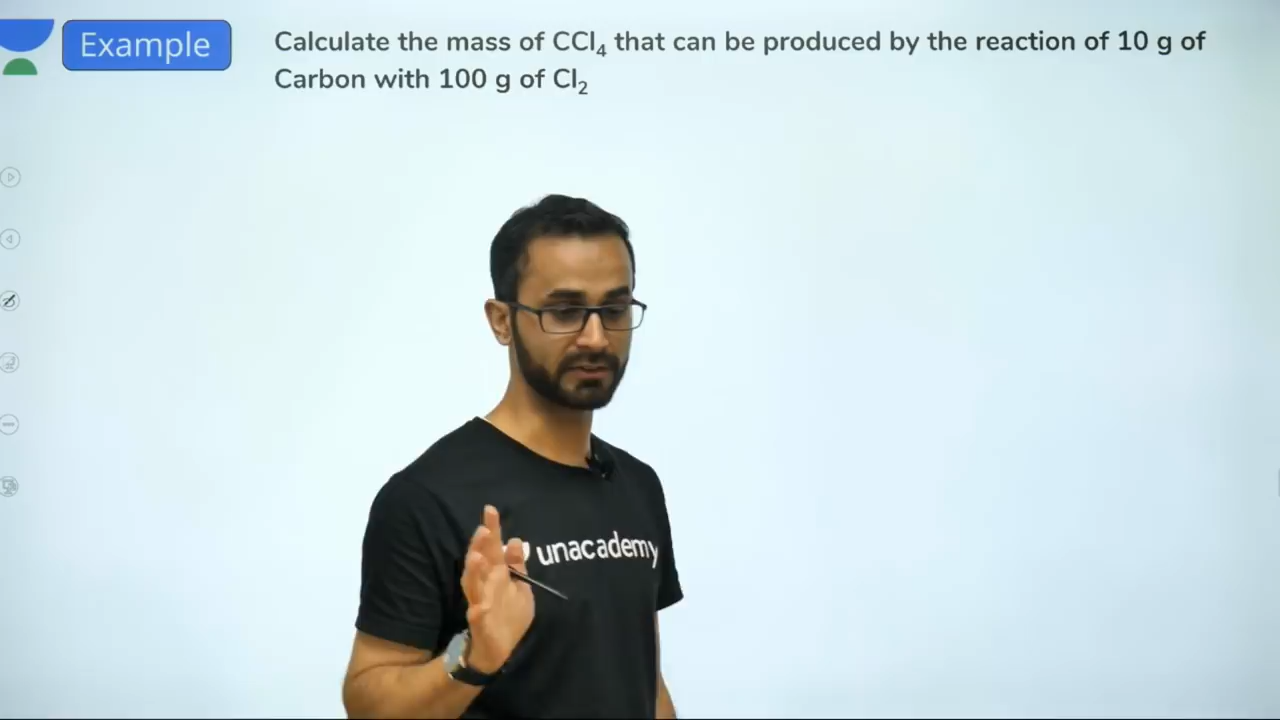 Example
Calculate the mass of CCl₄ that can be produced by the reaction of 10 g of
Carbon with 100 g of Cl₂
unacademy